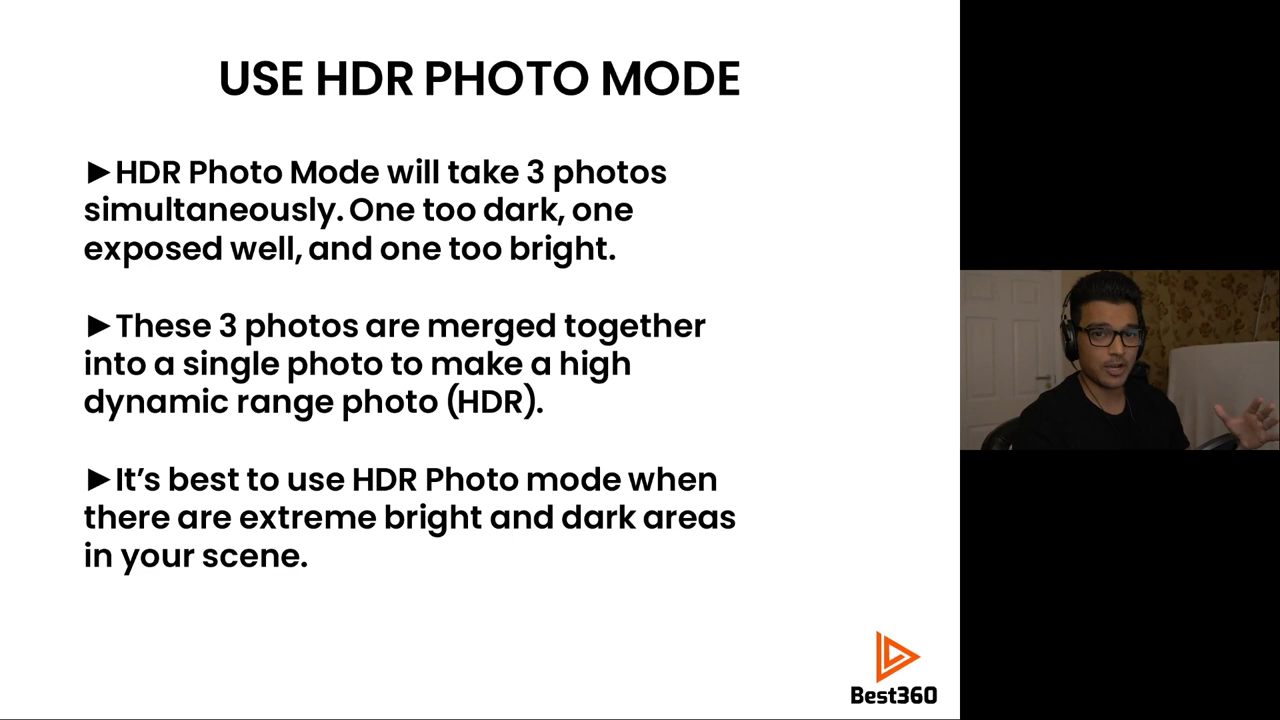 USE HDR PHOTO MODE
►HDR Photo Mode will take 3 photos
simultaneously. One too dark, one
exposed well, and one too bright.
►These 3 photos are merged together
into a single photo to make a high
dynamic range photo (HDR).
►It’s best to use HDR Photo mode when
there are extreme bright and dark areas
in your scene.
Best360